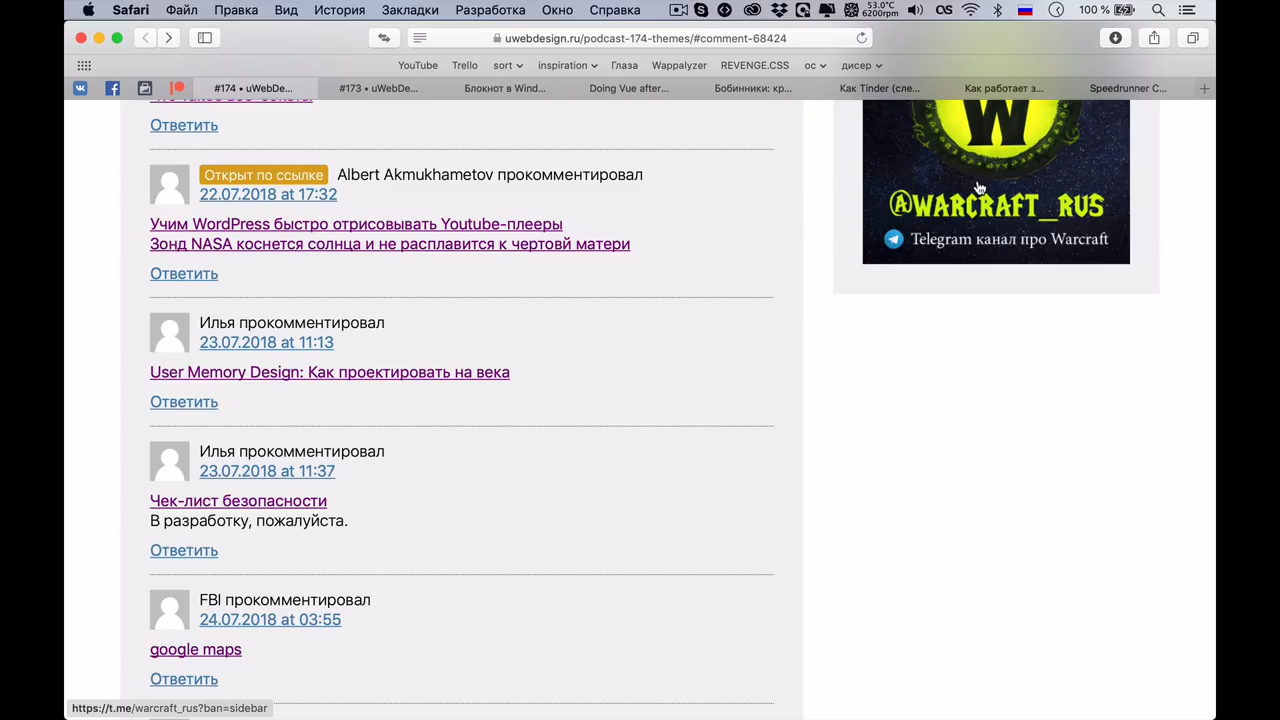 Safari Файл Правка Вид История Закладки Разработка Окно Справка 53.0°C 6200rpm 100 %
uwebdesign.ru/podcast-174-themes/#comment-68424
YouTube Trello sort inspiration Глаза Wappalyzer REVENGE.CSS ос дисер
#174 • uWebDe... #173 • uWebDe... Блокнот в Wind... Doing Vue after... Бобинники: кр... Как Tinder (сле... Как работает з... Speedrunner C...
Ответить
Открыт по ссылке Albert Akmukhametov прокомментировал
22.07.2018 at 17:32
Учим WordPress быстро отрисовывать Youtube-плееры
Зонд NASA коснется солнца и не расплавится к чертовй матери
Ответить
Илья прокомментировал
23.07.2018 at 11:13
User Memory Design: Как проектировать на века
Ответить
Илья прокомментировал
23.07.2018 at 11:37
Чек-лист безопасности
В разработку, пожалуйста.
Ответить
FBI прокомментировал
24.07.2018 at 03:55
google maps
Ответить
W
@WARCRAFT_RUS
Telegram канал про Warcraft
https://t.me/warcraft_rus?ban=sidebar